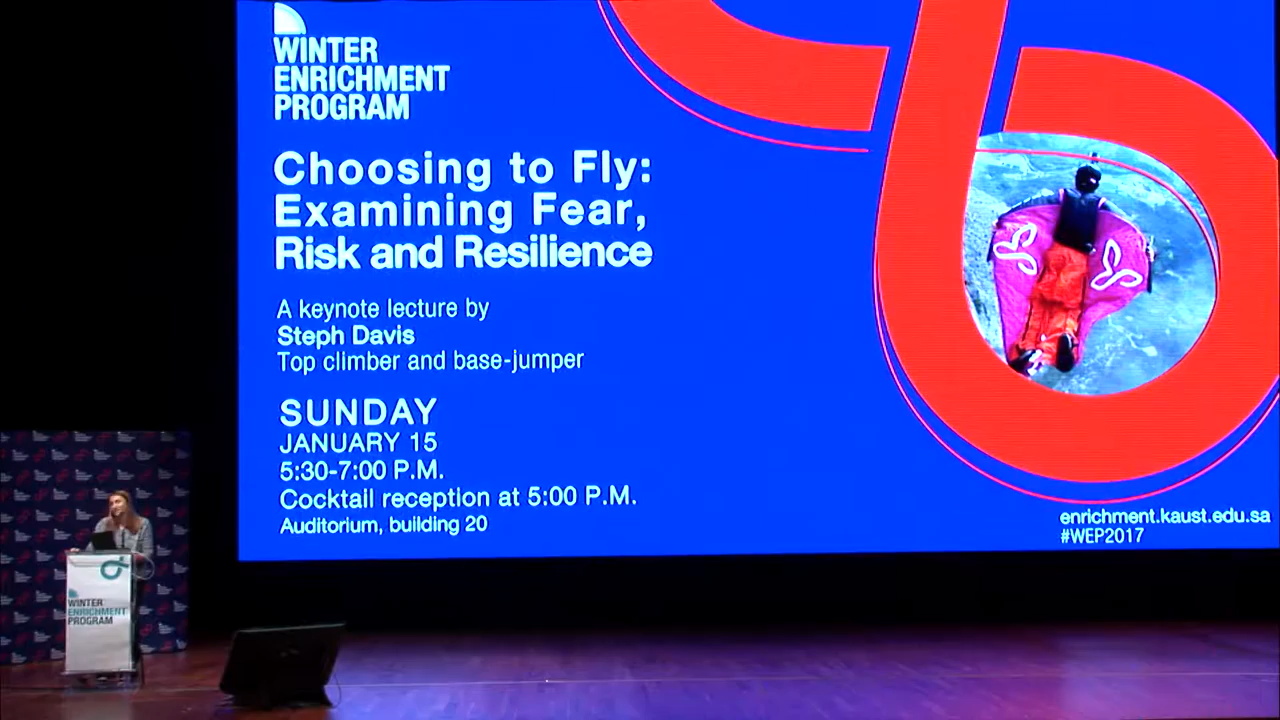 WINTER
ENRICHMENT
PROGRAM
Choosing to Fly:
Examining Fear,
Risk and Resilience
A keynote lecture by
Steph Davis
Top climber and base-jumper
SUNDAY
JANUARY 15
5:30-7:00 P.M.
Cocktail reception at 5:00 P.M.
Auditorium, building 20
enrichment.kaust.edu.sa
#WEP2017
WINTER
ENRICHMENT
PROGRAM